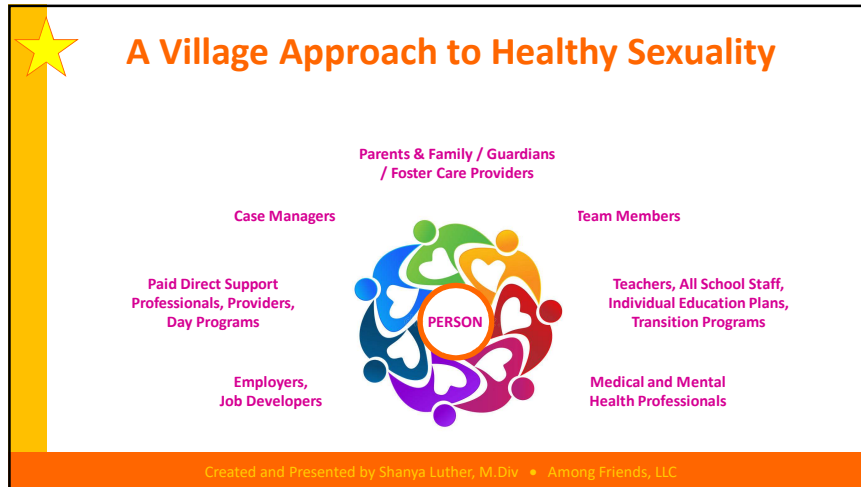 A Village Approach to Healthy Sexuality
Parents & Family / Guardians
/ Foster Care Providers
Case Managers
Team Members
Paid Direct Support
Professionals, Providers,
Day Programs
PERSON
Teachers, All School Staff,
Individual Education Plans,
Transition Programs
Employers,
Job Developers
Medical and Mental
Health Professionals
Created and Presented by Shanya Luther, M.Div • Among Friends, LLC